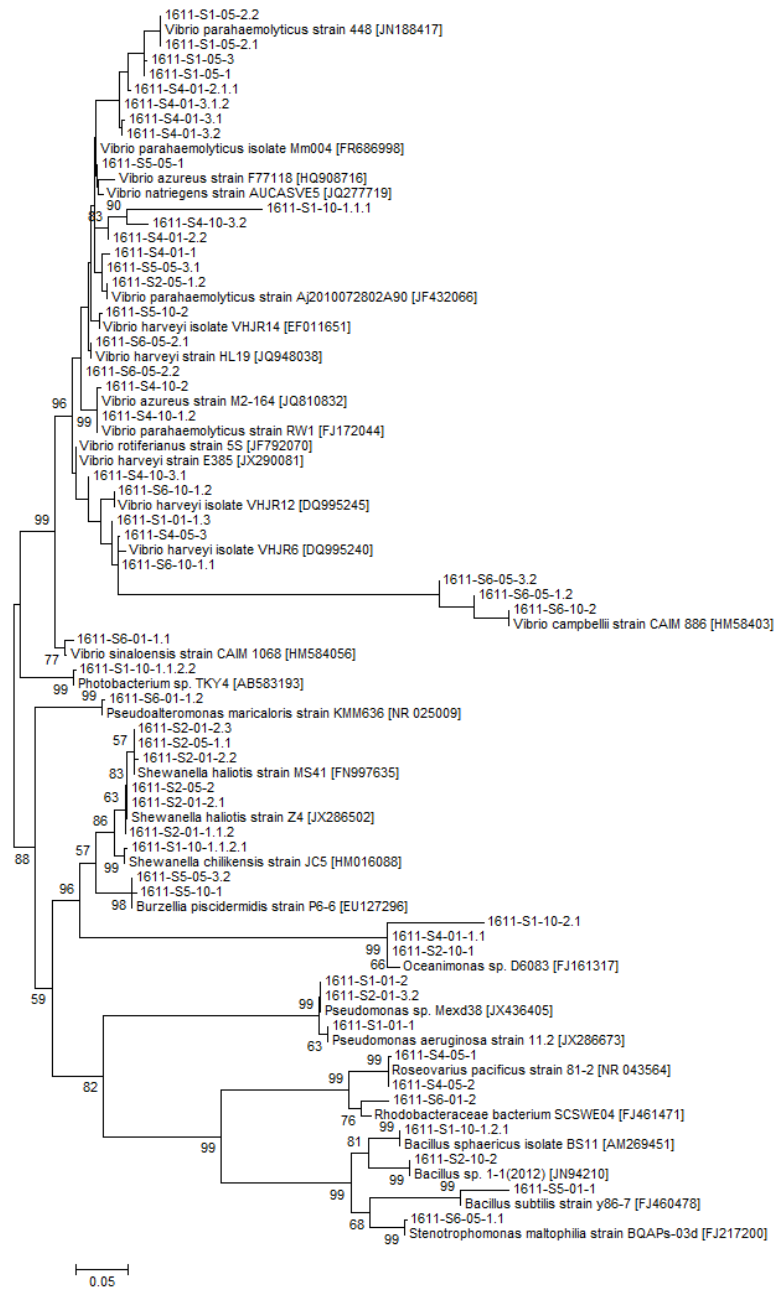 1611-S1-05-2.2
Vibrio parahaemolyticus strain 448 [JN188417]
1611-S1-05-2.1
1611-S1-05-3
1611-S1-05-1
1611-S4-01-2.1.1
1611-S4-01-3.1.2
1611-S4-01-3.1
1611-S4-01-3.2
Vibrio parahaemolyticus isolate Mm004 [FR686998]
1611-S5-05-1
Vibrio azureus strain F77118 [HQ908716]
Vibrio natriegens strain AUCASVE5 [JQ277719]
90
1611-S1-10-1.1.1
83
1611-S4-10-3.2
1611-S4-01-2.2
1611-S4-01-1
1611-S5-05-3.1
1611-S2-05-1.2
Vibrio parahaemolyticus strain Aj2010072802A90 [JF432066]
1611-S5-10-2
Vibrio harveyi isolate VHJR14 [EF011651]
1611-S6-05-2.1
Vibrio harveyi strain HL19 [JQ948038]
1611-S6-05-2.2
1611-S4-10-2
96
Vibrio azureus strain M2-164 [JQ810832]
1611-S4-10-1.2
99
Vibrio parahaemolyticus strain RW1 [FJ172044]
Vibrio rotiferianus strain 5S [JF792070]
Vibrio harveyi strain E385 [JX290081]
1611-S4-10-3.1
1611-S6-10-1.2
Vibrio harveyi isolate VHJR12 [DQ995245]
99
1611-S1-01-1.3
1611-S4-05-3
Vibrio harveyi isolate VHJR6 [DQ995240]
1611-S6-10-1.1
1611-S6-05-3.2
1611-S6-05-1.2
1611-S6-10-2
Vibrio campbellii strain CAIM 886 [HM58403]
1611-S6-01-1.1
77
Vibrio sinaloensis strain CAIM 1068 [HM584056]
1611-S1-10-1.1.2.2
99
Photobacterium sp. TKY4 [AB583193]
99
1611-S6-01-1.2
Pseudoalteromonas maricaloris strain KMM636 [NR 025009]
1611-S2-01-2.3
57
1611-S2-05-1.1
1611-S2-01-2.2
83
Shewanella haliotis strain MS41 [FN997635]
1611-S2-05-2
63
1611-S2-01-2.1
86
Shewanella haliotis strain Z4 [JX286502]
1611-S2-01-1.1.2
57
1611-S1-10-1.1.2.1
88
99
Shewanella chilikensis strain JC5 [HM016088]
1611-S5-05-3.2
96
1611-S5-10-1
98
Burzellia piscidermidis strain P6-6 [EU127296]
1611-S1-10-2.1
1611-S4-01-1.1
99
1611-S2-10-1
66
Oceanimonas sp. D6083 [FJ161317]
1611-S1-01-2
59
1611-S2-01-3.2
99
Pseudomonas sp. Mexd38 [JX436405]
1611-S1-01-1
63
Pseudomonas aeruginosa strain 11.2 [JX286673]
99
1611-S4-05-1
Roseovarius pacificus strain 81-2 [NR 043564]
99
82
1611-S4-05-2
1611-S6-01-2
76
Rhodobacteraceae bacterium SCSWE04 [FJ461471]
99
1611-S1-10-1.2.1
81
Bacillus sphaericus isolate BS11 [AM269451]
99
1611-S2-10-2
99
Bacillus sp. 1-1(2012) [JN94210]
99
99
1611-S5-01-1
Bacillus subtilis strain y86-7 [FJ460478]
68
1611-S6-05-1.1
99
Stenotrophomonas maltophilia strain BQAPs-03d [FJ217200]
0.05